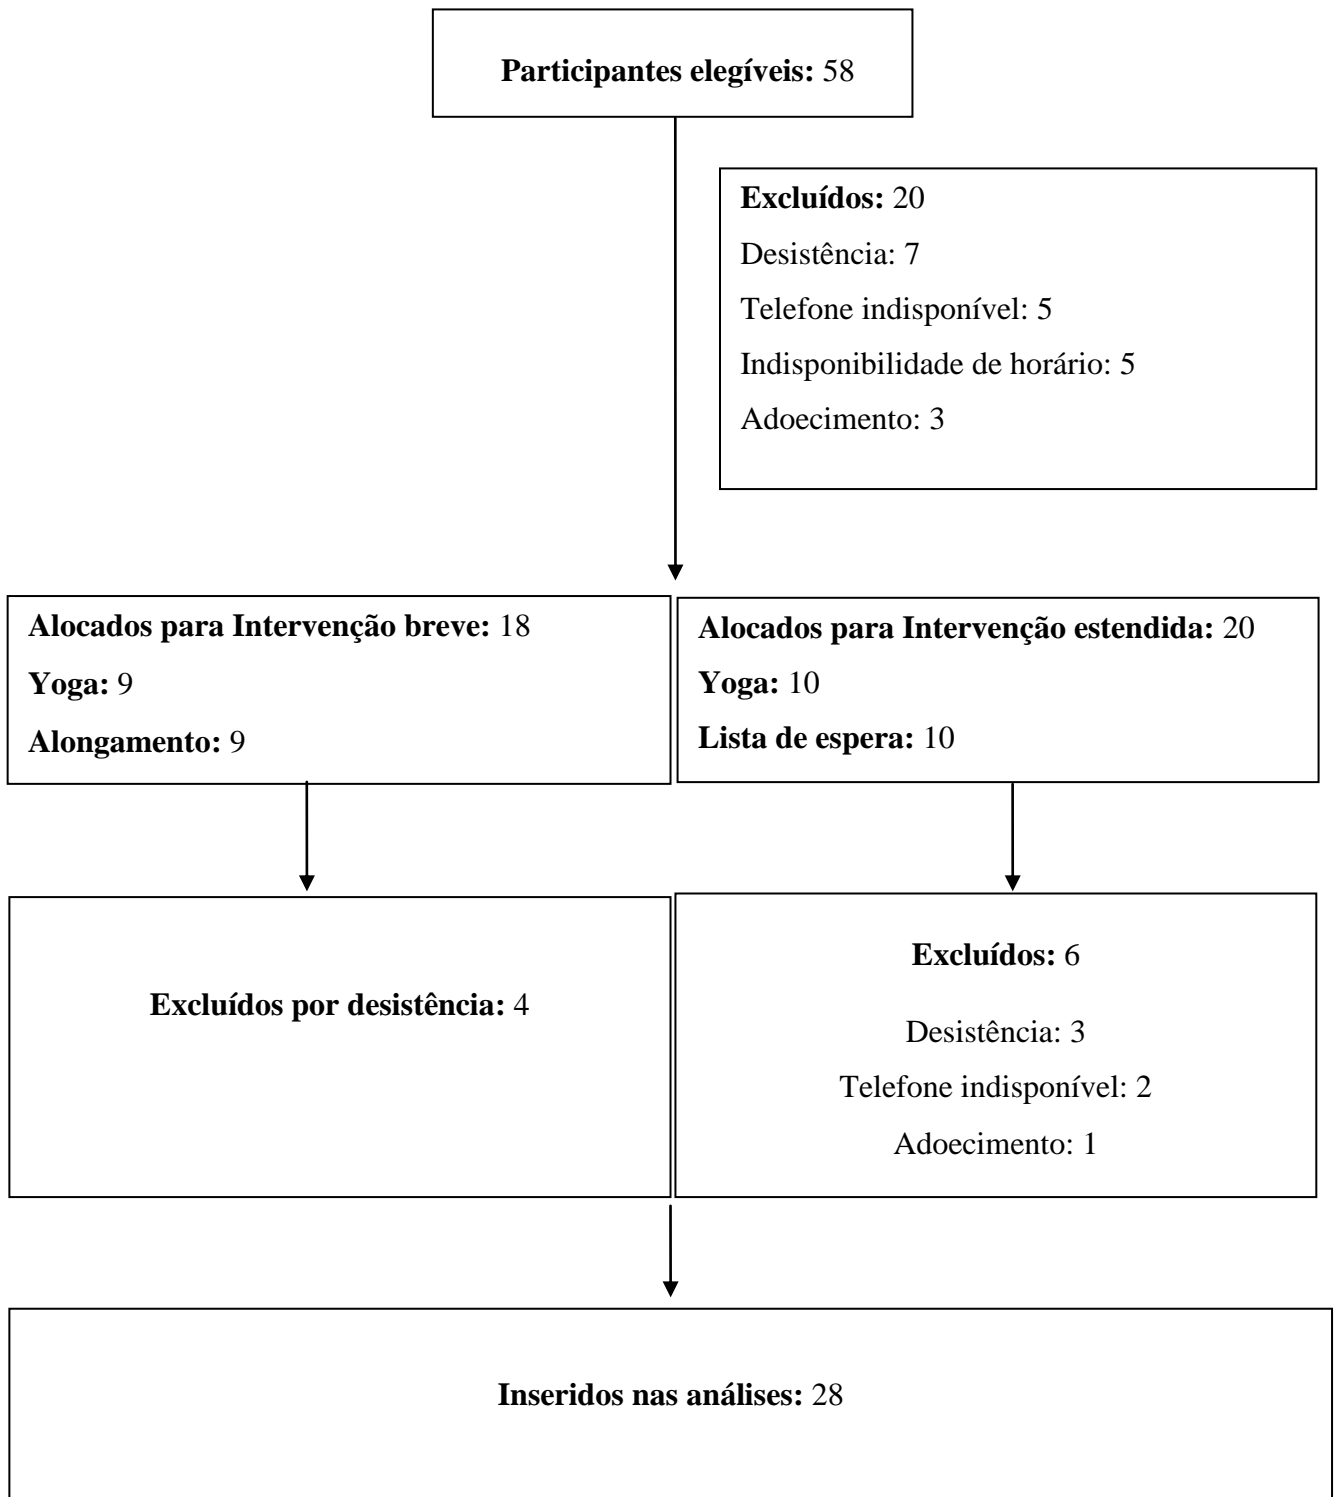 Participantes elegíveis: 58
Excluídos: 20
Desistência: 7
Telefone indisponível: 5
Indisponibilidade de horário: 5
Adoecimento: 3
Alocados para Intervenção breve: 18
Yoga: 9
Alongamento: 9
Alocados para Intervenção estendida: 20
Yoga: 10
Lista de espera: 10
Excluídos por desistência: 4
Excluídos: 6
Desistência: 3
Telefone indisponível: 2
Adoecimento: 1
Inseridos nas análises: 28